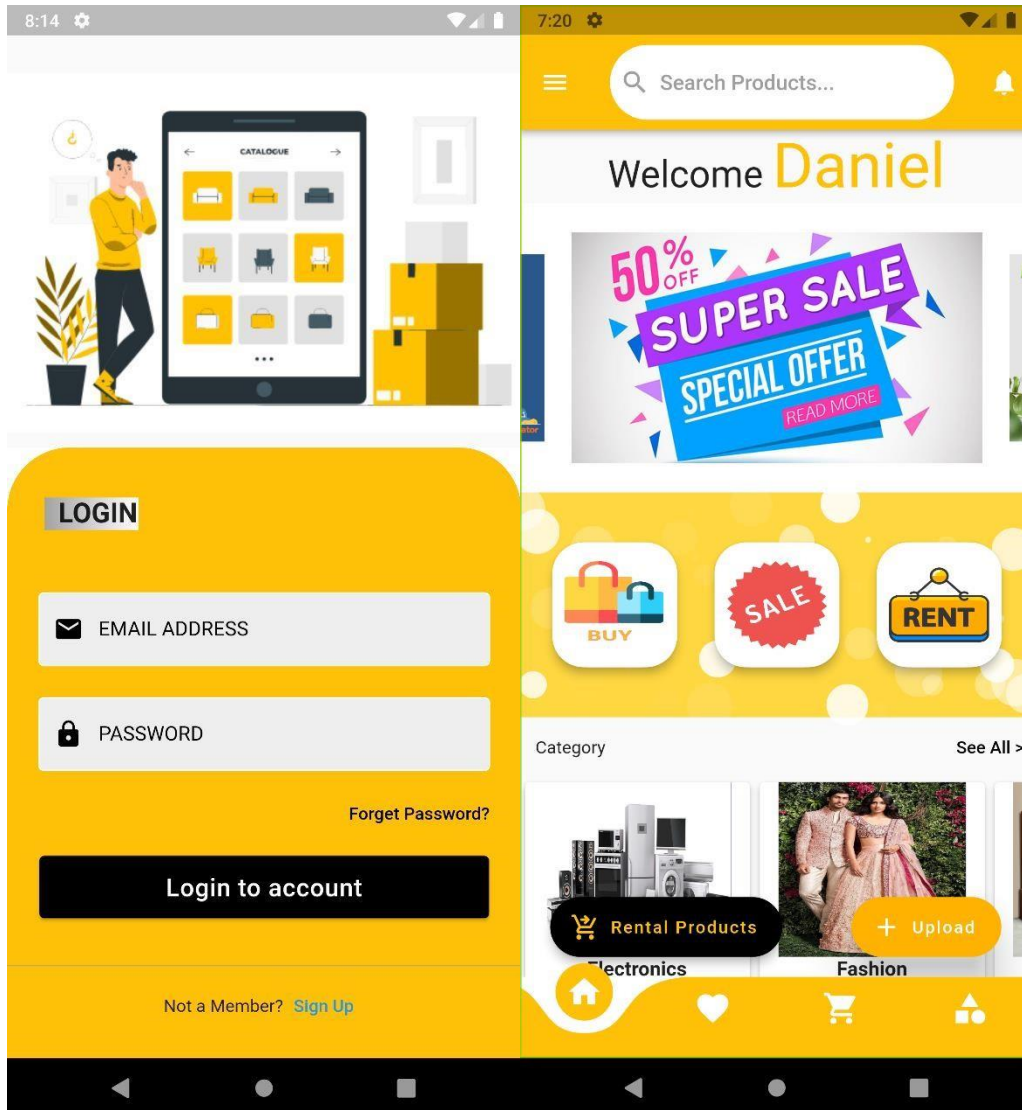 8:14
CATALOGUE
LOGIN
EMAIL ADDRESS
PASSWORD
Forget Password?
Login to account
Not a Member? Sign Up
7:20
Search Products...
Welcome Daniel
50% OFF
SUPER SALE
SPECIAL OFFER
READ MORE
BUY
SALE
RENT
Category
See All >
Rental Products
+ Upload
Electronics
Fashion